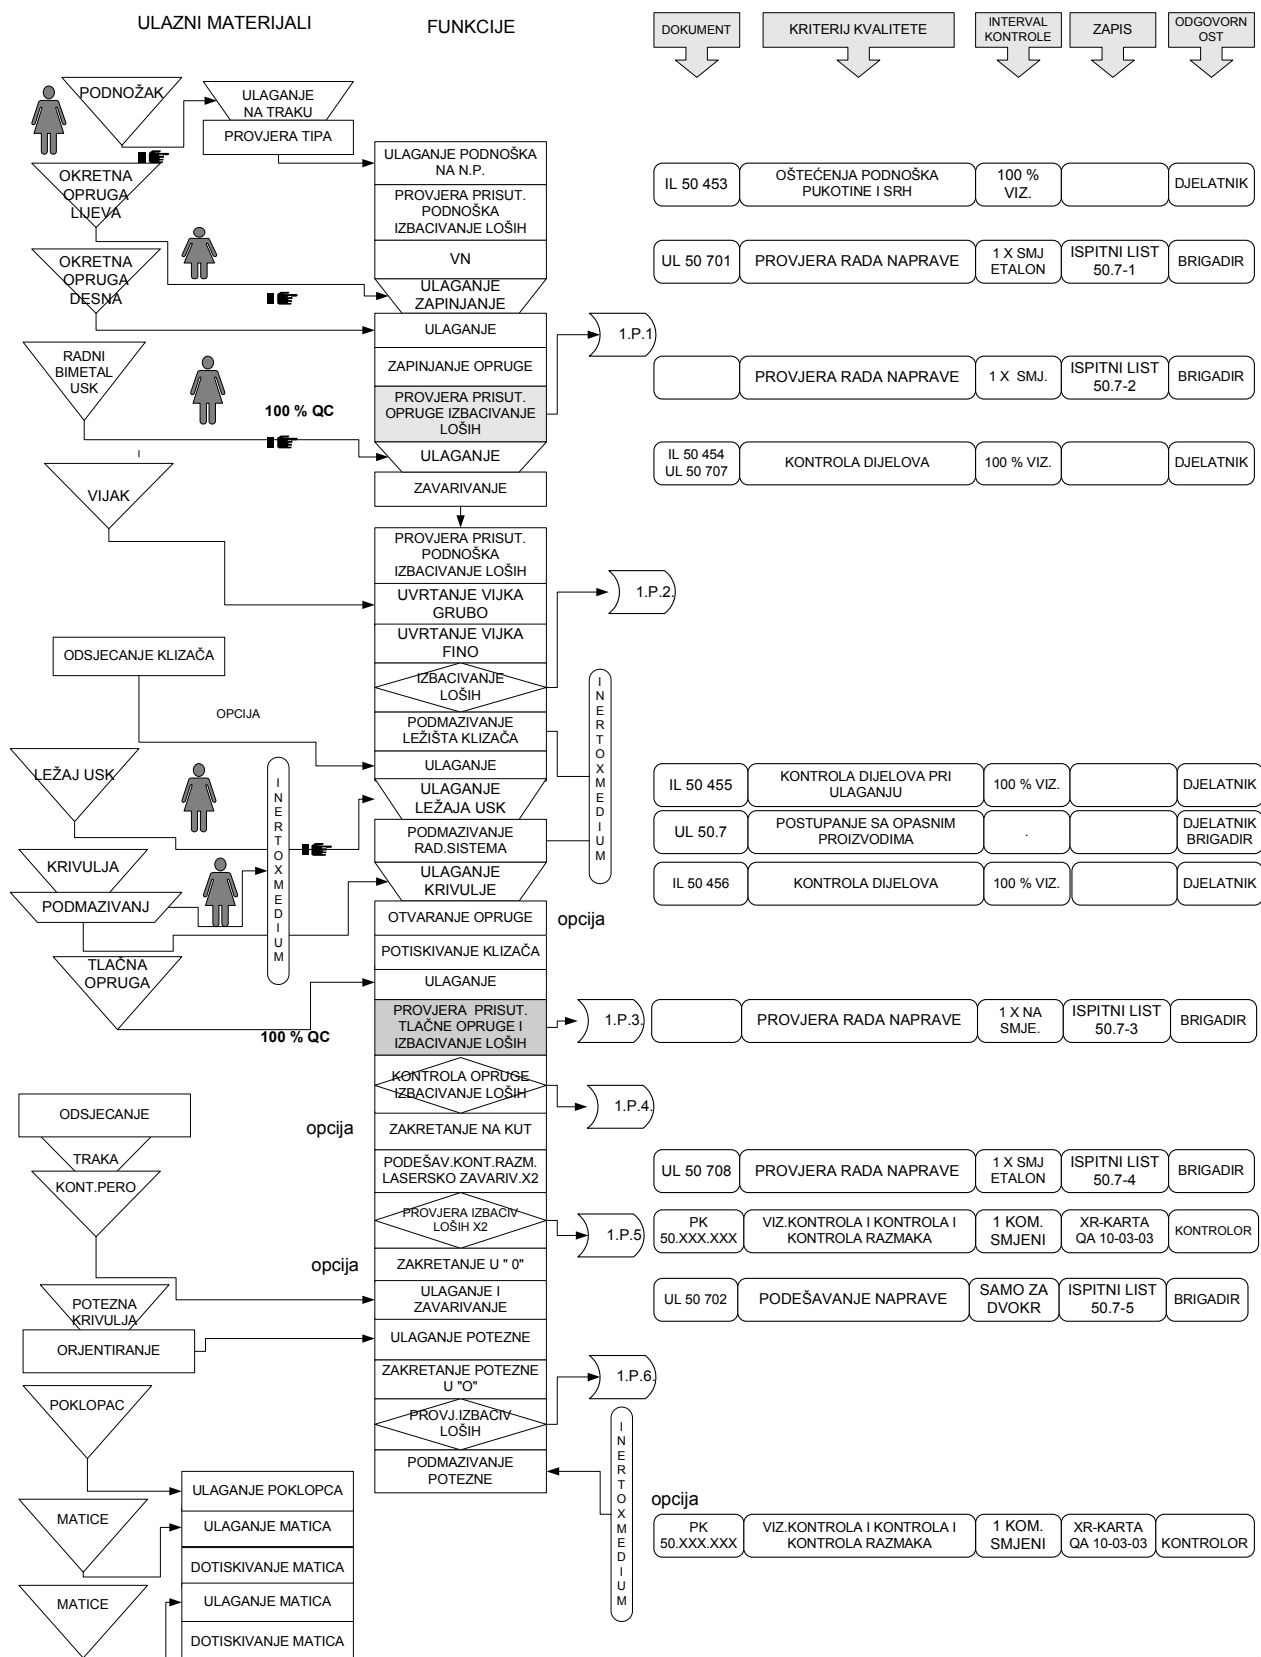 ULAZNI MATERIJALI
FUNKCIJE
DOKUMENT
KRITERIJ KVALITETE
INTERVAL
KONTROLE
ZAPIS
ODGOVORN
OST
PODNOŽAK
ULAGANJE
NA TRAKU
PROVJERA TIPA
ULAGANJE PODNOŠKA
NA N.P.
OKRETNA
OPRUGA
LIJEVA
PROVJERA PRISUT.
PODNOŠKA
IZBACIVANJE LOŠIH
IL 50 453
OŠTEĆENJA PODNOŠKA
PUKOTINE I SRH
100 %
VIZ.
DJELATNIK
OKRETNA
OPRUGA
DESNA
VN
UL 50 701
PROVJERA RADA NAPRAVE
1 X SMJ
ETALON
ISPITNI LIST
50.7-1
BRIGADIR
ULAGANJE
ZAPINJANJE
ULAGANJE
1.P.1
RADNI
BIMETAL
USK
ZAPINJANJE OPRUGE
PROVJERA RADA NAPRAVE
1 X  SMJ.
ISPITNI LIST
50.7-2
BRIGADIR
100 % QC
PROVJERA PRISUT.
OPRUGE IZBACIVANJE
LOŠIH
ULAGANJE
IL 50 454
UL 50 707
KONTROLA DIJELOVA
100 % VIZ.
DJELATNIK
ZAVARIVANJE
VIJAK
PROVJERA PRISUT.
PODNOŠKA
IZBACIVANJE LOŠIH
UVRTANJE VIJKA
GRUBO
1.P.2.
UVRTANJE VIJKA
FINO
ODSJECANJE KLIZAČA
IZBACIVANJE
LOŠIH
INERTOXMEDIUM
OPCIJA
PODMAZIVANJE
LEŽIŠTA KLIZAČA
ULAGANJE
LEŽAJ USK
INERTOXMEDIUM
ULAGANJE
LEŽAJA USK
IL 50 455
KONTROLA DIJELOVA PRI
ULAGANJU
100 % VIZ.
DJELATNIK
PODMAZIVANJE
RAD.SISTEMA
UL 50.7
POSTUPANJE SA OPASNIM
PROIZVODIMA
.
DJELATNIK
BRIGADIR
KRIVULJA
ULAGANJE
KRIVULJE
IL 50 456
KONTROLA DIJELOVA
100 % VIZ.
DJELATNIK
PODMAZIVANJ
OTVARANJE OPRUGE
opcija
POTISKIVANJE KLIZAČA
TLAČNA
OPRUGA
ULAGANJE
100 % QC
PROVJERA  PRISUT.
TLAČNE OPRUGE I
IZBACIVANJE LOŠIH
1.P.3.
PROVJERA RADA NAPRAVE
1 X NA
SMJE.
ISPITNI LIST
50.7-3
BRIGADIR
KONTROLA OPRUGE
IZBACIVANJE LOŠIH
1.P.4.
ODSJECANJE
opcija
ZAKRETANJE NA KUT
TRAKA
KONT.PERO
PODEŠAV.KONT.RAZM.
LASERSKO ZAVARIV.X2
UL 50 708
PROVJERA RADA NAPRAVE
1 X SMJ
ETALON
ISPITNI LIST
50.7-4
BRIGADIR
PROVJERA IZBACIV
LOŠIH X2
1.P.5
PK
50.XXX.XXX
VIZ.KONTROLA I KONTROLA I
KONTROLA RAZMAKA
1 KOM.
SMJENI
XR-KARTA
QA 10-03-03
KONTROLOR
opcija
ZAKRETANJE U " 0"
POTEZNA
KRIVULJA
ULAGANJE I
ZAVARIVANJE
UL 50 702
PODEŠAVANJE NAPRAVE
SAMO ZA
DVOKR
ISPITNI LIST
50.7-5
BRIGADIR
ORJENTIRANJE
ULAGANJE POTEZNE
ZAKRETANJE POTEZNE
U "O"
1.P.6.
POKLOPAC
PROVJ.IZBACIV
LOŠIH
INERTOXMEDIUM
PODMAZIVANJE
POTEZNE
ULAGANJE POKLOPCA
opcija
MATICE
ULAGANJE MATICA
PK
50.XXX.XXX
VIZ.KONTROLA I KONTROLA I
KONTROLA RAZMAKA
1 KOM.
SMJENI
XR-KARTA
QA 10-03-03
KONTROLOR
DOTISKIVANJE MATICA
MATICE
ULAGANJE MATICA
DOTISKIVANJE MATICA